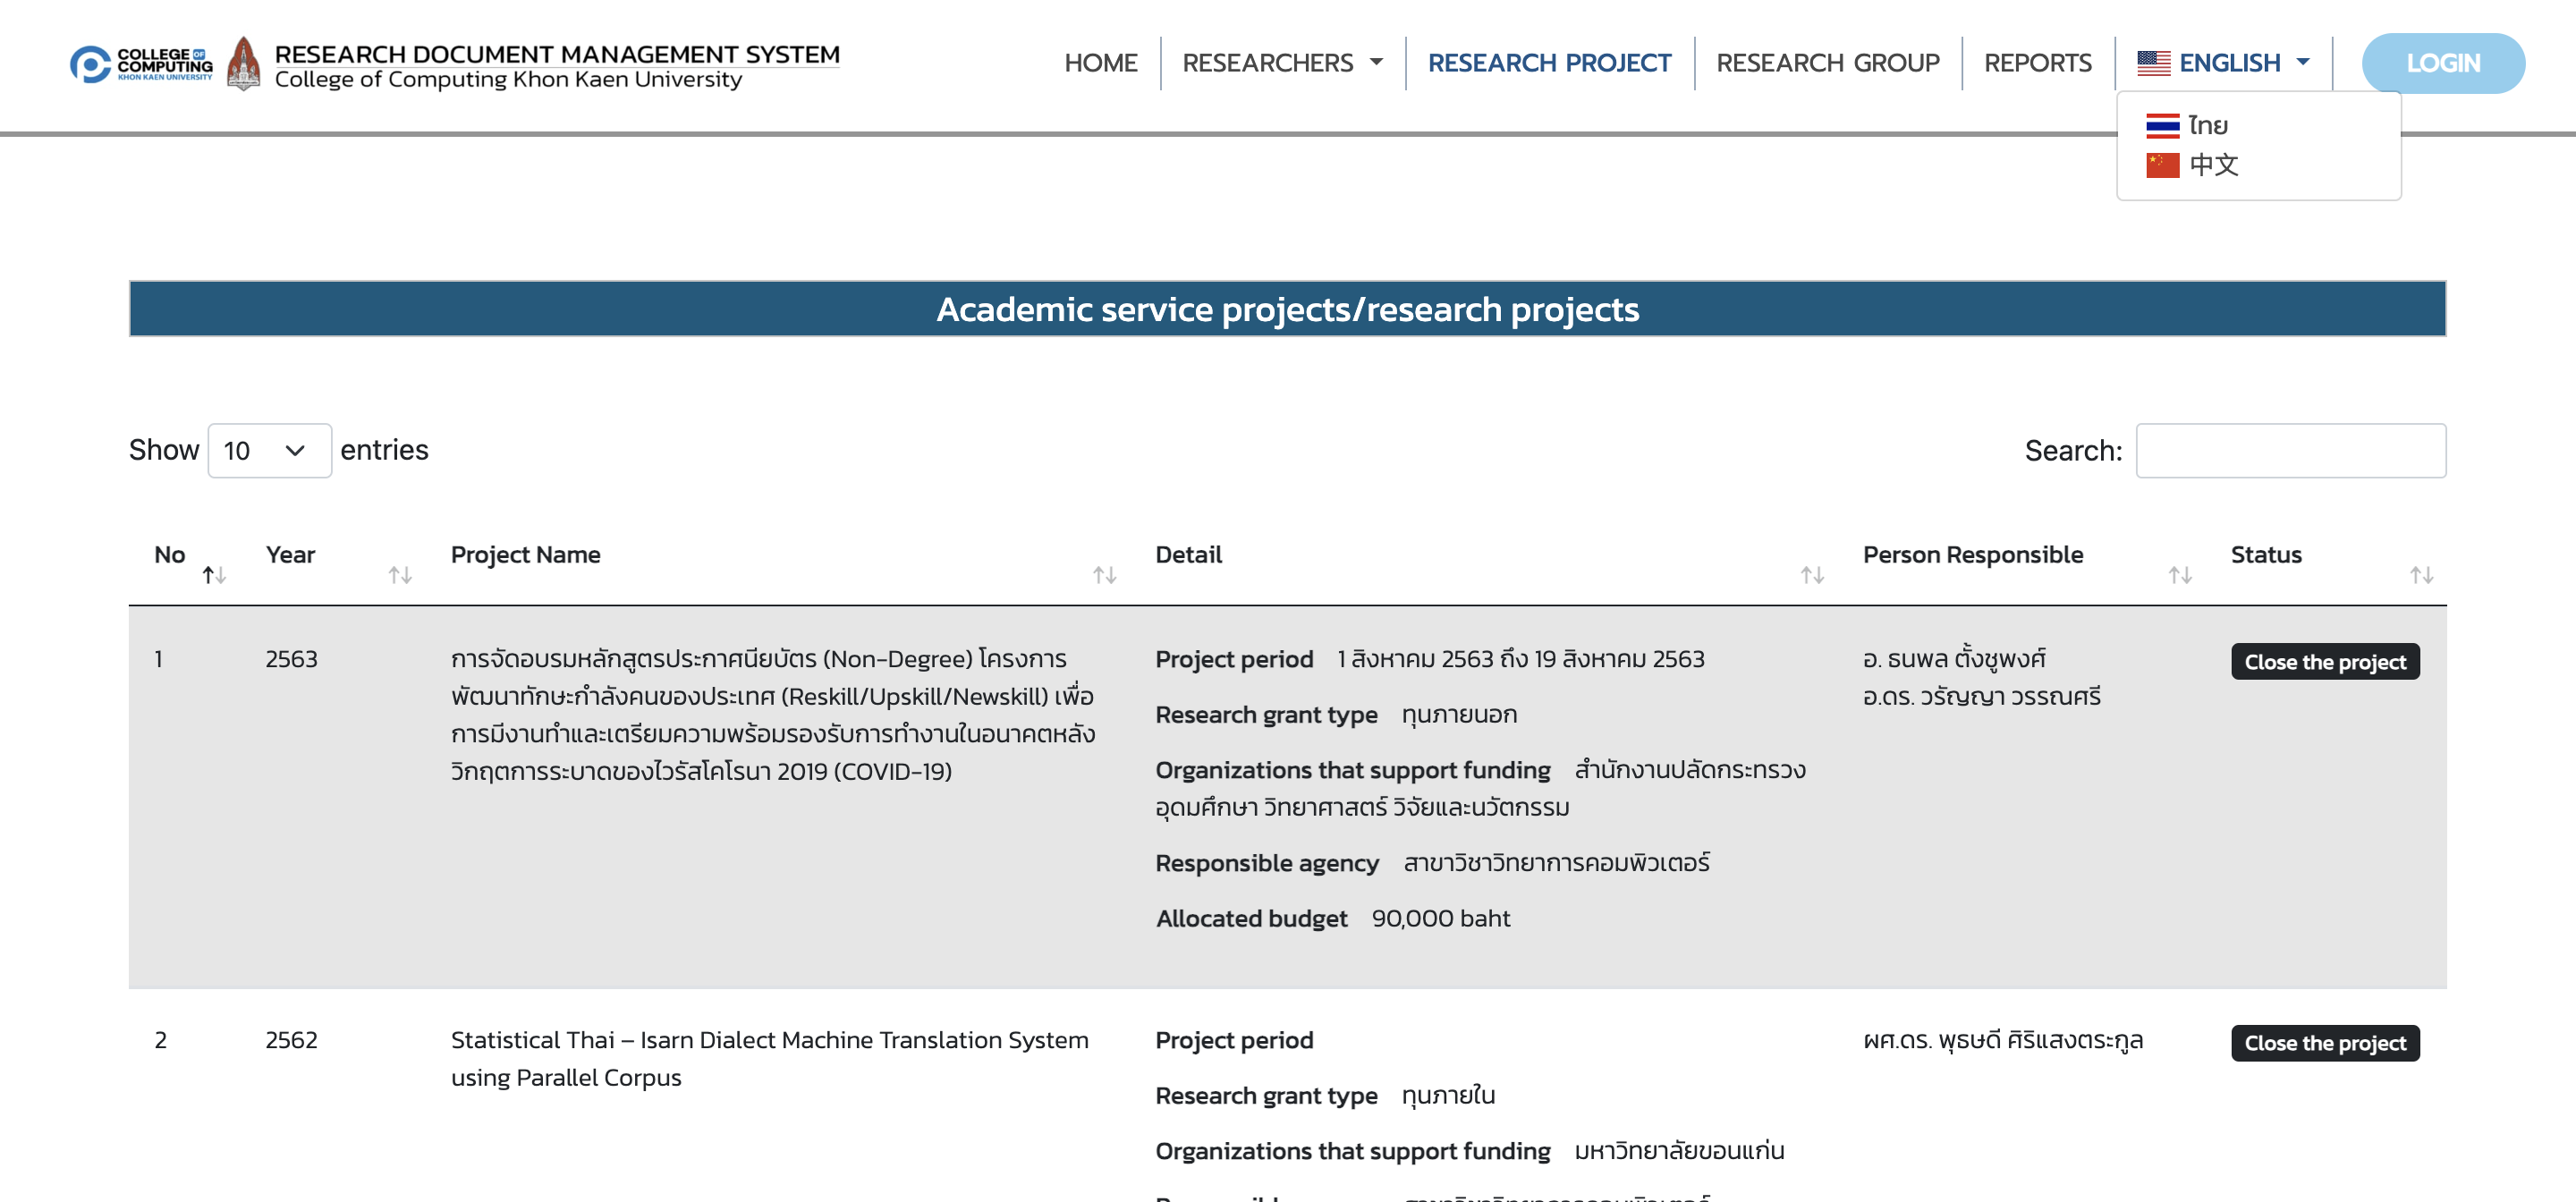 COLLEGE OF
COMPUTING
KHON KAEN UNIVERSITY
RESEARCH DOCUMENT MANAGEMENT SYSTEM
College of Computing Khon Kaen University
HOME
RESEARCHERS
RESEARCH PROJECT
RESEARCH GROUP
REPORTS
ENGLISH
LOGIN
ไทย
中文
Academic service projects/research projects
Show 10 entries
Search:
No
Year
Project Name
Detail
Person Responsible
Status
1
2563
การจัดอบรมหลักสูตรประกาศนียบัตร (Non-Degree) โครงการ
พัฒนาทักษะกำลังคนของประเทศ (Reskill/Upskill/Newskill) เพื่อ
การมีงานทำและเตรียมความพร้อมรองรับการทำงานในอนาคตหลัง
วิกฤตการระบาดของไวรัสโคโรนา 2019 (COVID-19)
Project period 1 สิงหาคม 2563 ถึง 19 สิงหาคม 2563
Research grant type ทุนภายนอก
Organizations that support funding สำนักงานปลัดกระทรวง
อุดมศึกษา วิทยาศาสตร์ วิจัยและนวัตกรรม
Responsible agency สาขาวิชาวิทยาการคอมพิวเตอร์
Allocated budget 90,000 baht
อ. ธนพล ตั้งชูพงศ์
อ.ดร. วรัญญา วรรณศรี
Close the project
2
2562
Statistical Thai – Isarn Dialect Machine Translation System
using Parallel Corpus
Project period
Research grant type ทุนภายใน
Organizations that support funding มหาวิทยาลัยขอนแก่น
ผศ.ดร. พุธษดี ศิริแสงตระกูล
Close the project